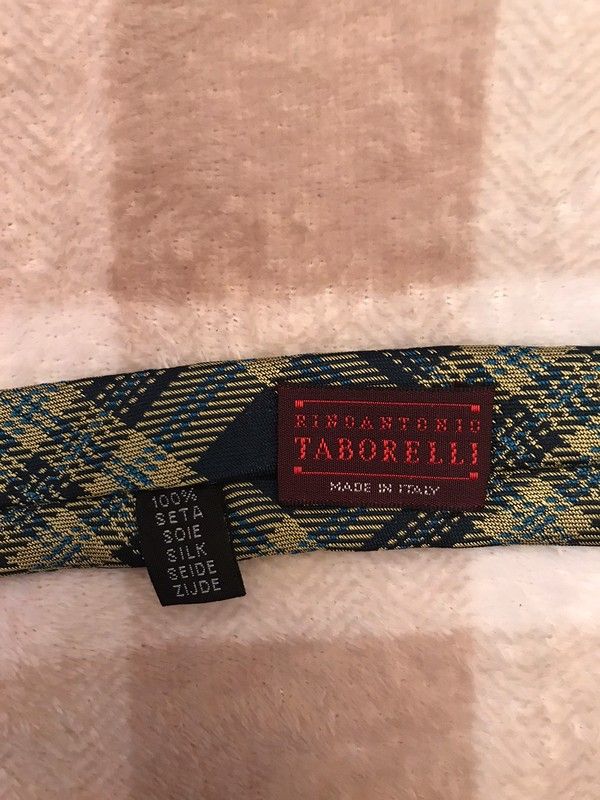 RINOANTONIO
TABORELLI
MADE IN ITALY
100%
SETA
SOIE
SILK
SEIDE
ZIJDE